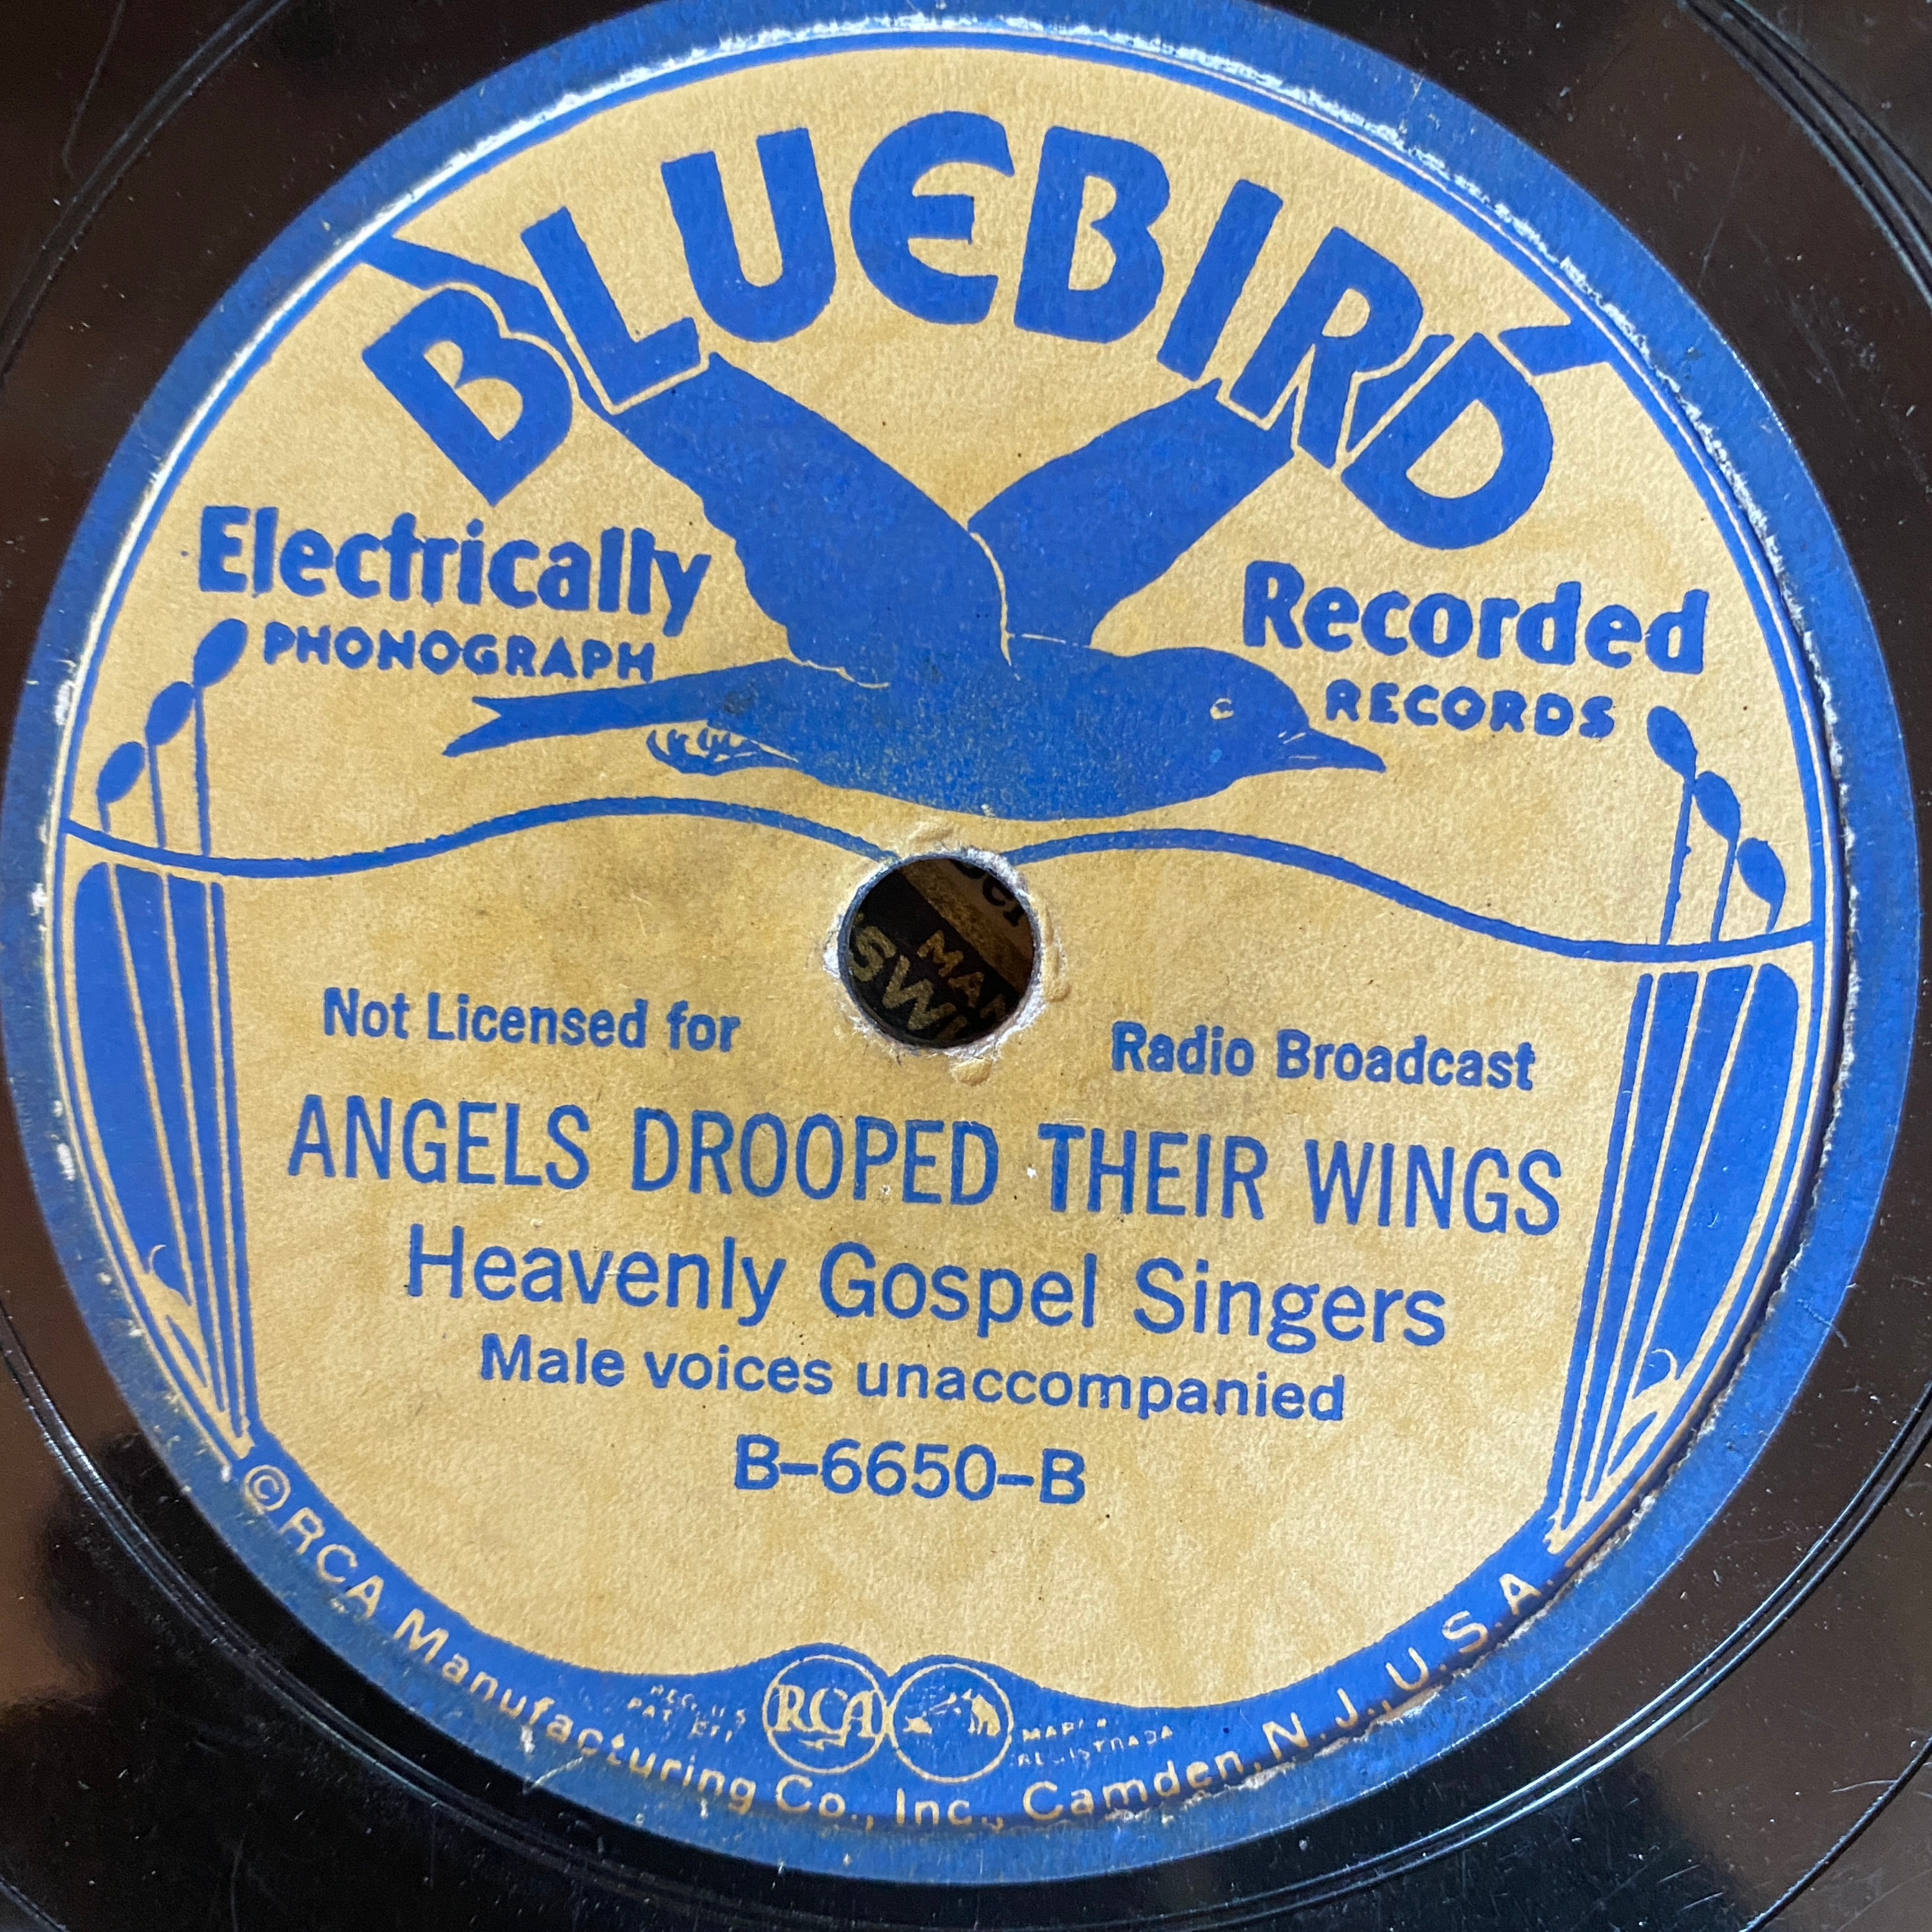 BLUEBIRD
Electrically Recorded
PHONOGRAPH RECORDS
Not Licensed for Radio Broadcast
ANGELS DROOPED THEIR WINGS
Heavenly Gospel Singers
Male voices unaccompanied
B-6650-B
RCA
© RCA Manufacturing Co., Inc., Camden, N.J., U.S.A.